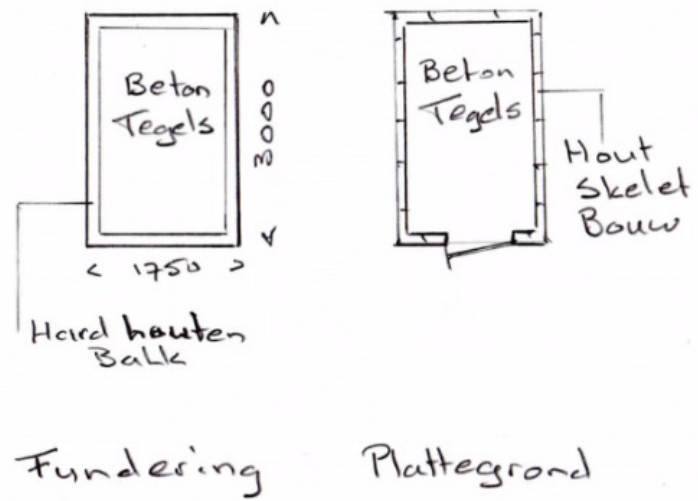 Beton
Tegels
3000
< 1750 >
Hard houten
Balk
Fundering
Beton
Tegels
Hout
Skelet
Bouw
Plattegrond